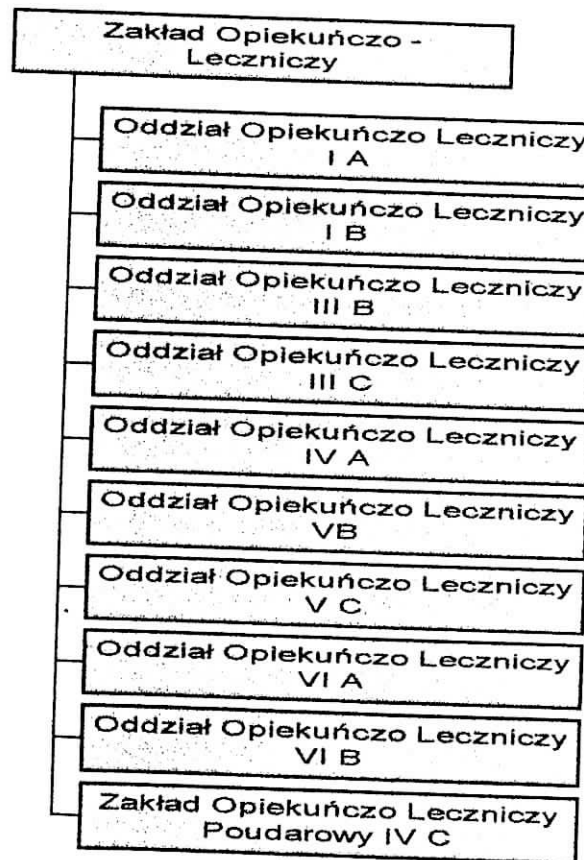 Zakład Opiekuńczo -
Leczniczy
Oddział Opiekuńczo Leczniczy
I A
Oddział Opiekuńczo Leczniczy
I B
Oddział Opiekuńczo Leczniczy
III B
Oddział Opiekuńczo Leczniczy
III C
Oddział Opiekuńczo Leczniczy
IV A
Oddział Opiekuńczo Leczniczy
VB
Oddział Opiekuńczo Leczniczy
V C
Oddział Opiekuńczo Leczniczy
VI A
Oddział Opiekuńczo Leczniczy
VI B
Zakład Opiekuńczo Leczniczy
Poudarowy IV C